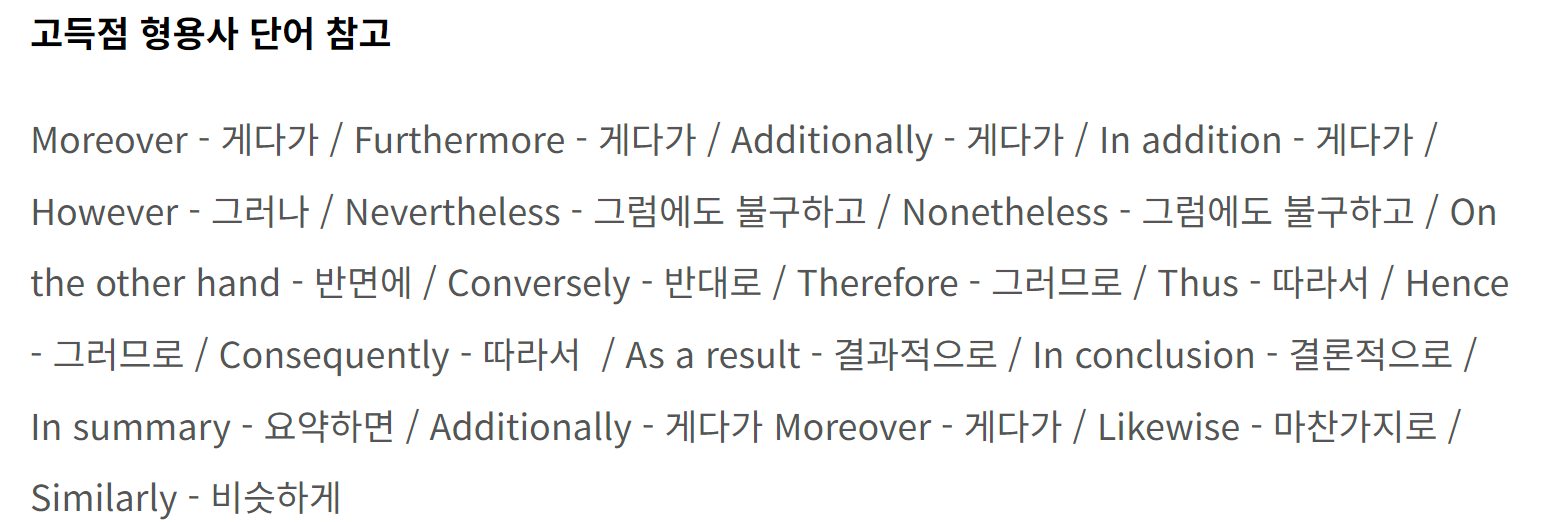 고득점 형용사 단어 참고
Moreover - 게다가 / Furthermore - 게다가 / Additionally - 게다가 / In addition - 게다가 /
However - 그러나 / Nevertheless - 그럼에도 불구하고 / Nonetheless - 그럼에도 불구하고 / On
the other hand - 반면에 / Conversely - 반대로 / Therefore - 그러므로 / Thus - 따라서 / Hence
- 그러므로 / Consequently - 따라서  / As a result - 결과적으로 / In conclusion - 결론적으로 /
In summary - 요약하면 / Additionally - 게다가 Moreover - 게다가 / Likewise - 마찬가지로 /
Similarly - 비슷하게